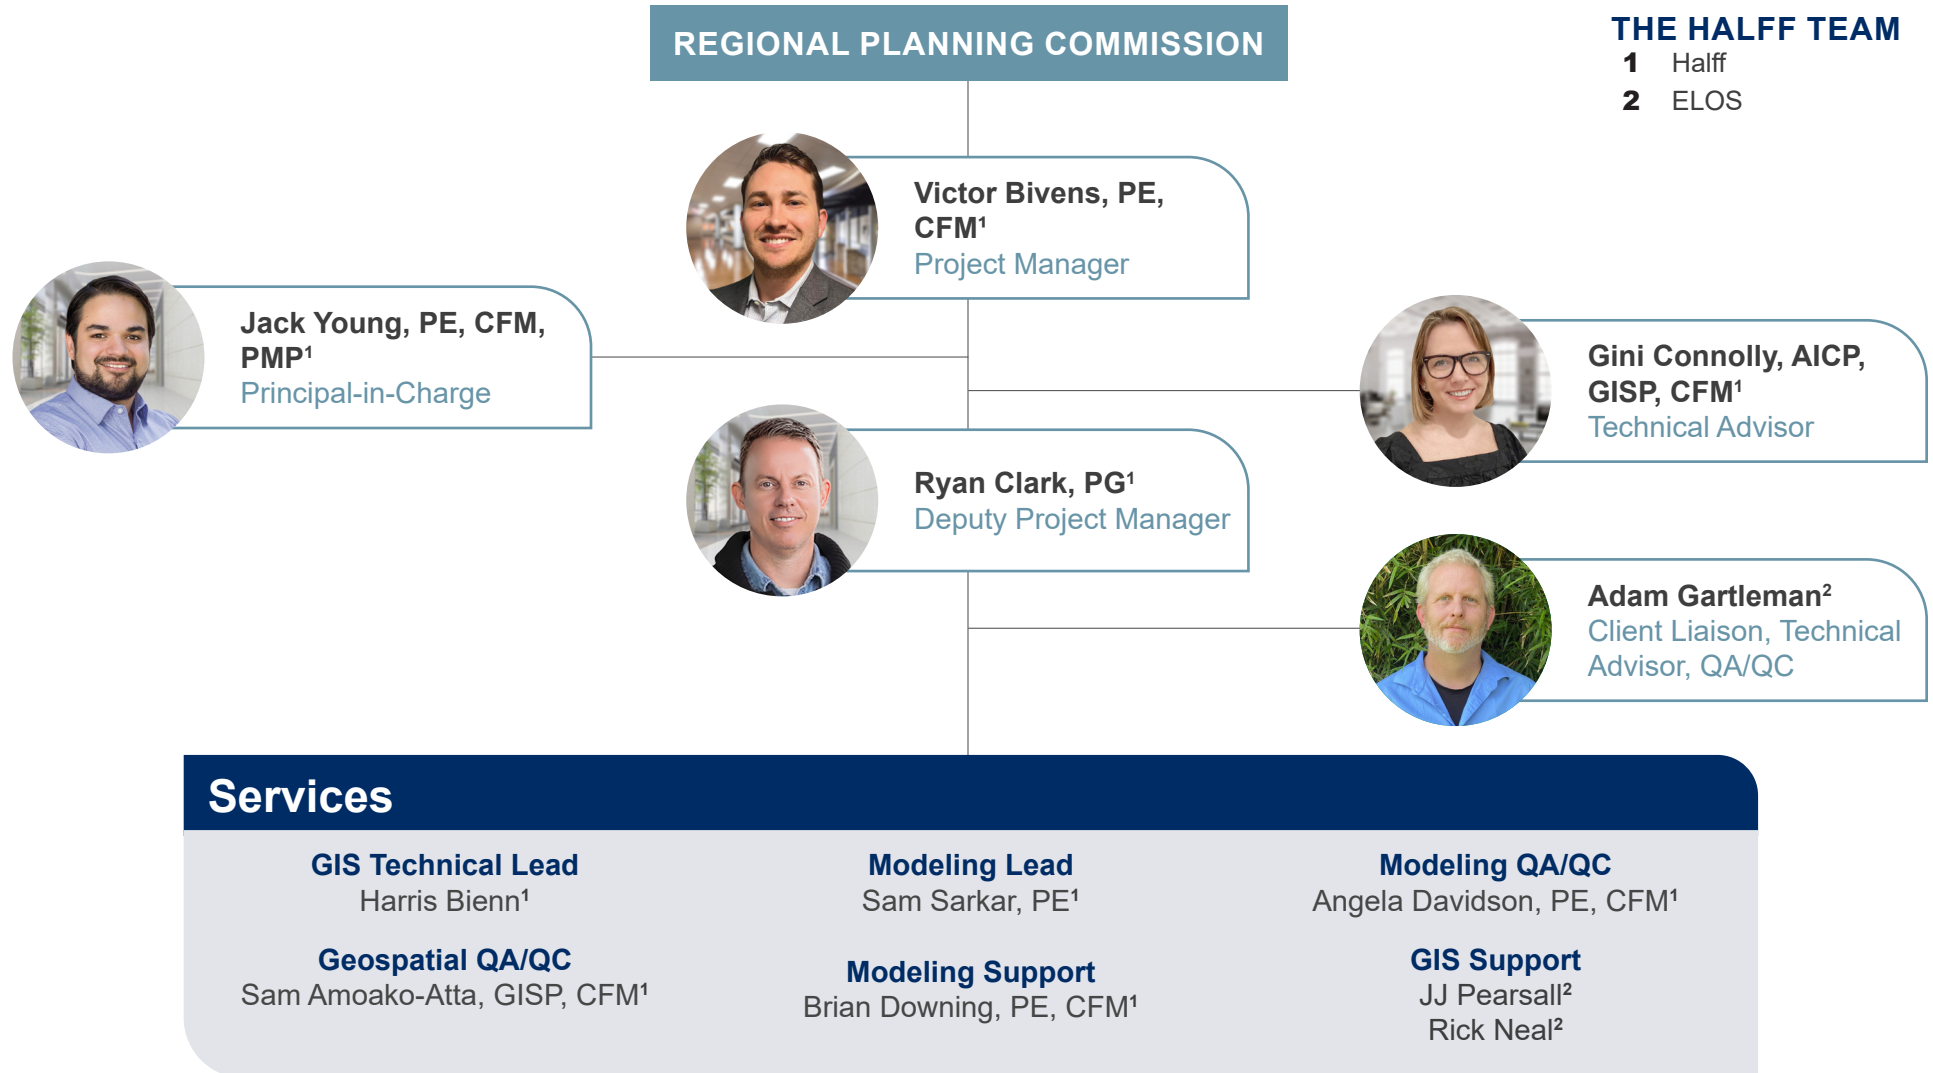 REGIONAL PLANNING COMMISSION
THE HALFF TEAM
1 Halff
2 ELOS
Victor Bivens, PE,
CFM¹
Project Manager
Jack Young, PE, CFM,
PMP¹
Principal-in-Charge
Gini Connolly, AICP,
GISP, CFM¹
Technical Advisor
Ryan Clark, PG¹
Deputy Project Manager
Adam Gartleman²
Client Liaison, Technical
Advisor, QA/QC
Services
GIS Technical Lead
Harris Bienn¹
Modeling Lead
Sam Sarkar, PE¹
Modeling QA/QC
Angela Davidson, PE, CFM¹
Geospatial QA/QC
Sam Amoako-Atta, GISP, CFM¹
Modeling Support
Brian Downing, PE, CFM¹
GIS Support
JJ Pearsall²
Rick Neal²